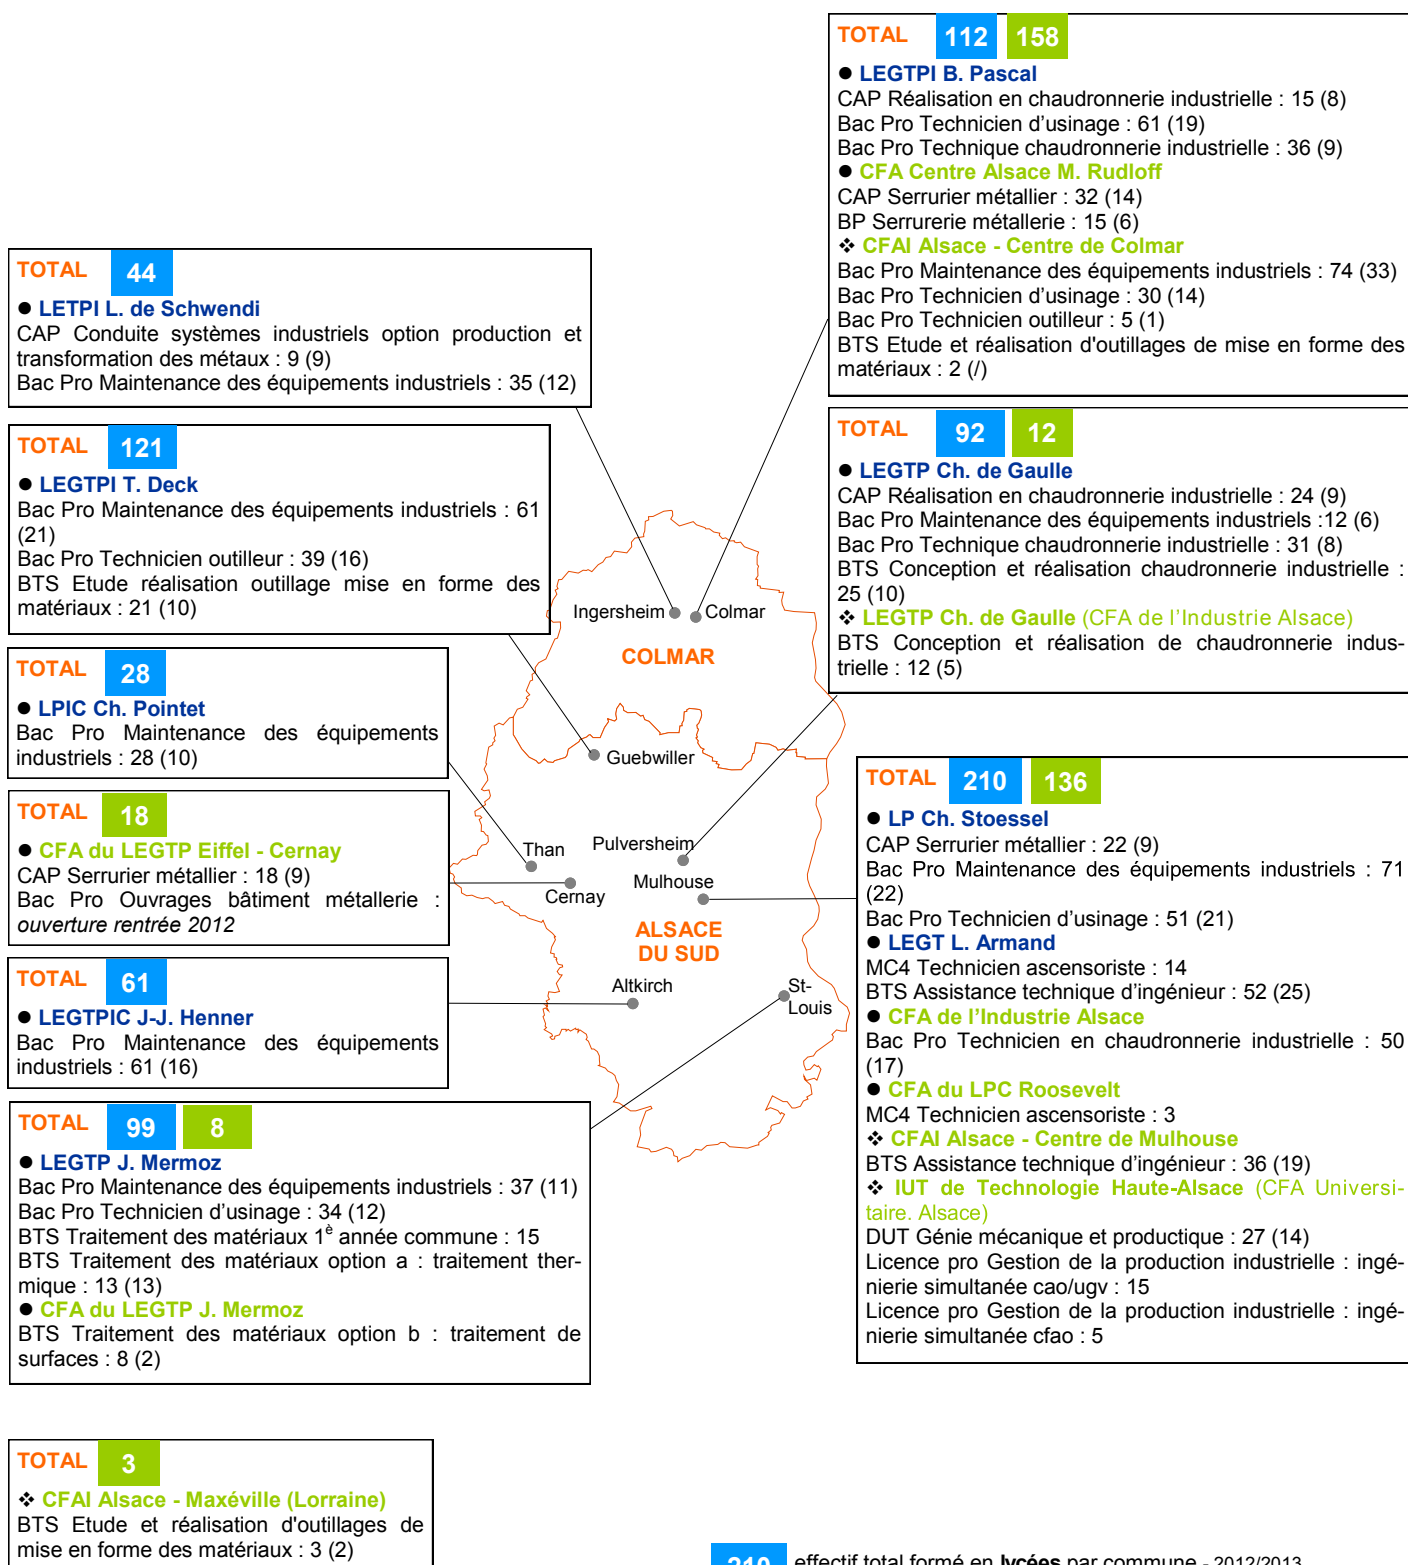 TOTAL 112 158
● LEGTPI B. Pascal
CAP Réalisation en chaudronnerie industrielle : 15 (8)
Bac Pro Technicien d'usinage : 61 (19)
Bac Pro Technique chaudronnerie industrielle : 36 (9)
● CFA Centre Alsace M. Rudloff
CAP Serrurier métallier : 32 (14)
BP Serrurerie métallerie : 15 (6)
❖ CFAI Alsace - Centre de Colmar
Bac Pro Maintenance des équipements industriels : 74 (33)
Bac Pro Technicien d'usinage : 30 (14)
Bac Pro Technicien outilleur : 5 (1)
BTS Etude et réalisation d'outillages de mise en forme des
matériaux : 2 (/)
TOTAL 44
● LETPI L. de Schwendi
CAP Conduite systèmes industriels option production et
transformation des métaux : 9 (9)
Bac Pro Maintenance des équipements industriels : 35 (12)
TOTAL 121
● LEGTPI T. Deck
Bac Pro Maintenance des équipements industriels : 61
(21)
Bac Pro Technicien outilleur : 39 (16)
BTS Etude réalisation outillage mise en forme des
matériaux : 21 (10)
TOTAL 92 12
● LEGTP Ch. de Gaulle
CAP Réalisation en chaudronnerie industrielle : 24 (9)
Bac Pro Maintenance des équipements industriels :12 (6)
Bac Pro Technique chaudronnerie industrielle : 31 (8)
BTS Conception et réalisation chaudronnerie industrielle :
25 (10)
❖ LEGTP Ch. de Gaulle (CFA de l'Industrie Alsace)
BTS Conception et réalisation de chaudronnerie indus-
trielle : 12 (5)
Ingersheim
Colmar
COLMAR
Guebwiller
Pulversheim
Than
Mulhouse
Cernay
ALSACE
DU SUD
Altkirch
St-
Louis
TOTAL 28
● LPIC Ch. Pointet
Bac Pro Maintenance des équipements
industriels : 28 (10)
TOTAL 18
● CFA du LEGTP Eiffel - Cernay
CAP Serrurier métallier : 18 (9)
Bac Pro Ouvrages bâtiment métallerie :
ouverture rentrée 2012
TOTAL 61
● LEGTPIC J-J. Henner
Bac Pro Maintenance des équipements
industriels : 61 (16)
TOTAL 99 8
● LEGTP J. Mermoz
Bac Pro Maintenance des équipements industriels : 37 (11)
Bac Pro Technicien d'usinage : 34 (12)
BTS Traitement des matériaux 1è année commune : 15
BTS Traitement des matériaux option a : traitement ther-
mique : 13 (13)
● CFA du LEGTP J. Mermoz
BTS Traitement des matériaux option b : traitement de
surfaces : 8 (2)
TOTAL 210 136
● LP Ch. Stoessel
CAP Serrurier métallier : 22 (9)
Bac Pro Maintenance des équipements industriels : 71
(22)
Bac Pro Technicien d'usinage : 51 (21)
● LEGT L. Armand
MC4 Technicien ascensoriste : 14
BTS Assistance technique d'ingénieur : 52 (25)
● CFA de l'Industrie Alsace
Bac Pro Technicien en chaudronnerie industrielle : 50
(17)
● CFA du LPC Roosevelt
MC4 Technicien ascensoriste : 3
❖ CFAI Alsace - Centre de Mulhouse
BTS Assistance technique d'ingénieur : 36 (19)
❖ IUT de Technologie Haute-Alsace (CFA Universi-
taire. Alsace)
DUT Génie mécanique et productique : 27 (14)
Licence pro Gestion de la production industrielle : ingé-
nierie simultanée cao/ugv : 15
Licence pro Gestion de la production industrielle : ingé-
nierie simultanée cfao : 5
TOTAL 3
❖ CFAI Alsace - Maxéville (Lorraine)
BTS Etude et réalisation d'outillages de
mise en forme des matériaux : 3 (2)
210 effectif total formé en lycées par commune - 2012/2013